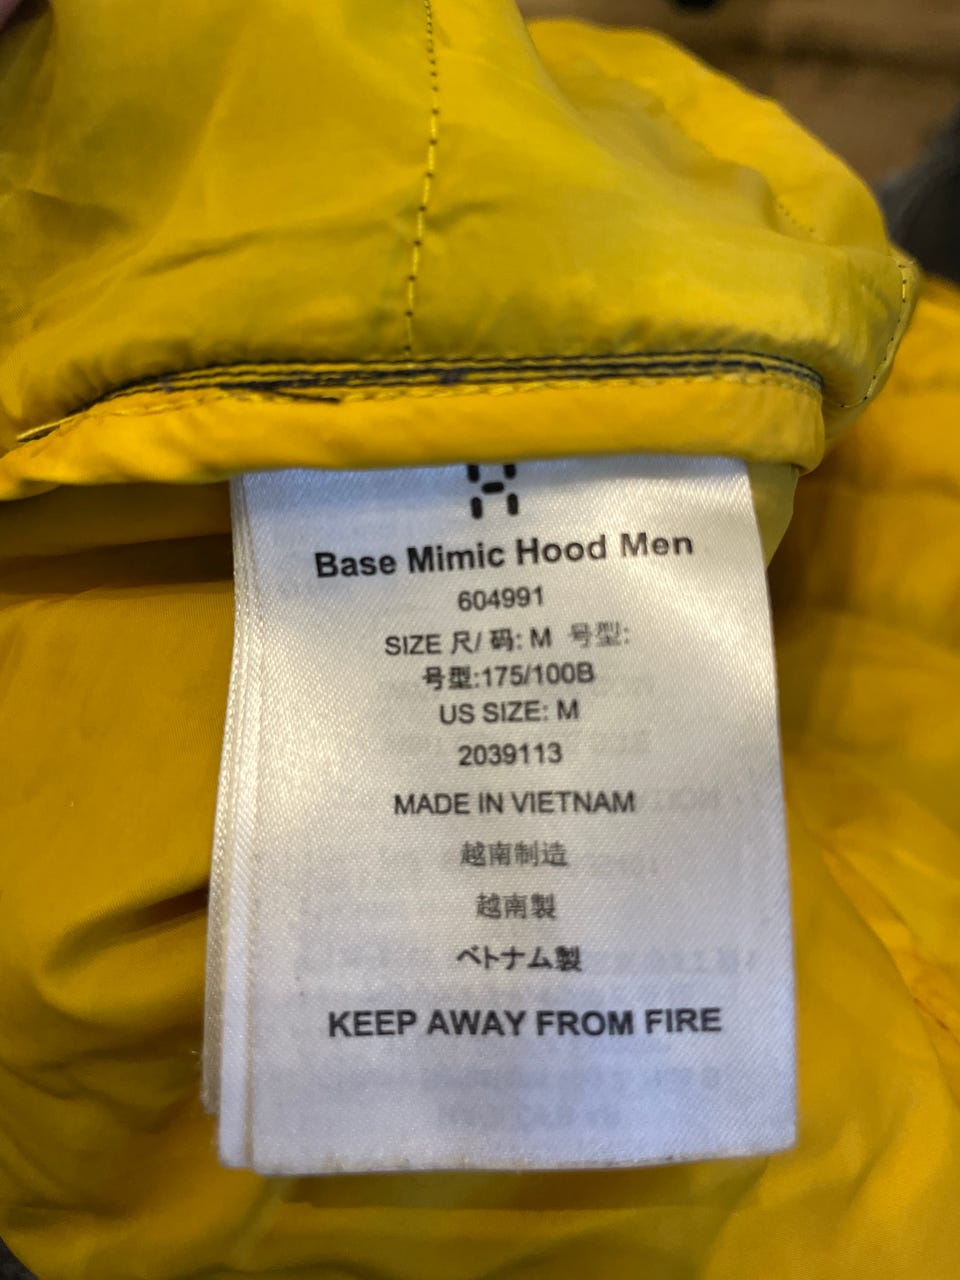 Base Mimic Hood Men
604991
SIZE 尺/ 码: M 号型:
号型:175/100B
US SIZE: M
2039113
MADE IN VIETNAM
越南制造
越南製
ベトナム製
KEEP AWAY FROM FIRE